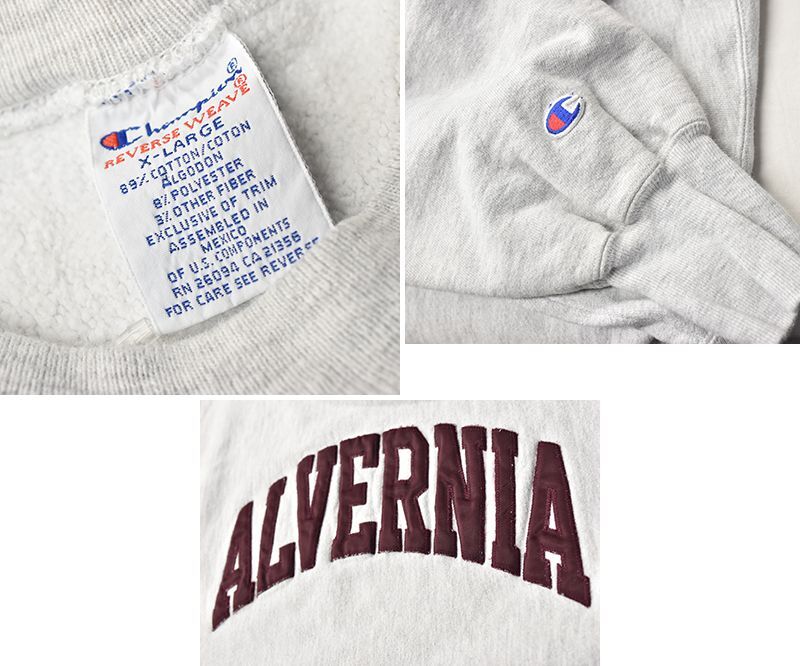 Champion®
REVERSE WEAVE®
X-LARGE
89% COTTON/COTON
ALGODON
8% POLYESTER
3% OTHER FIBER
EXCLUSIVE OF TRIM
ASSEMBLED IN
MEXICO
OF U.S. COMPONENTS
RN 26094 CA 21356
FOR CARE SEE REVERSE
ALVERNIA